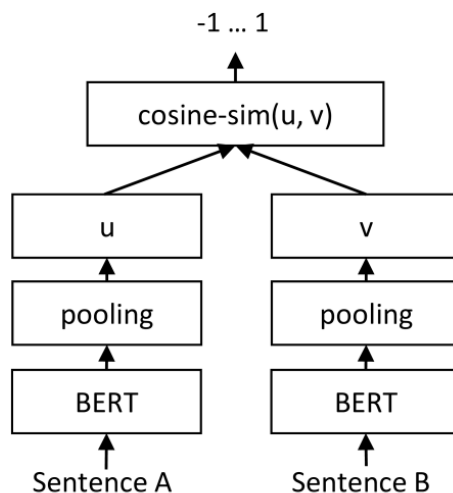 -1 … 1
cosine-sim(u, v)
u v
pooling pooling
BERT BERT
Sentence A Sentence B